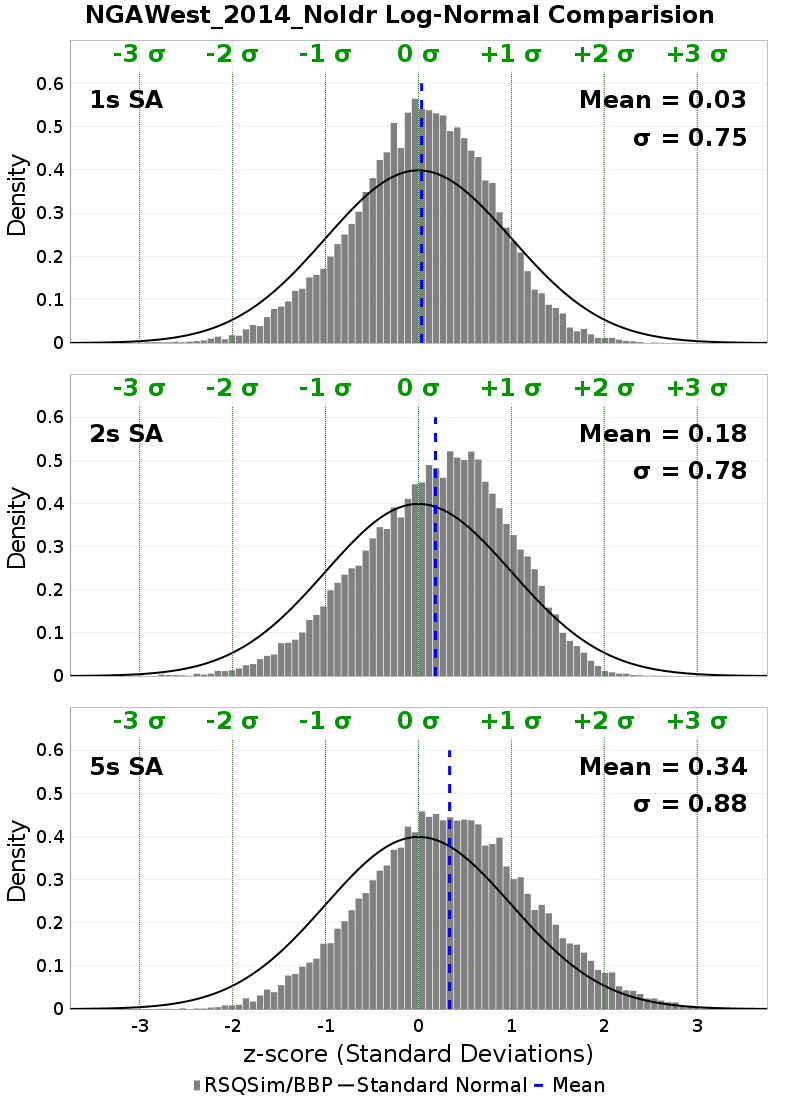 NGAWest_2014_NoIdr Log-Normal Comparision
-3 σ -2 σ -1 σ 0 σ +1 σ +2 σ +3 σ
0.6
1s SA
Mean = 0.03
0.5
σ = 0.75
0.4
Density
0.3
0.2
0.1
0
-3 σ -2 σ -1 σ 0 σ +1 σ +2 σ +3 σ
0.6
2s SA
Mean = 0.18
0.5
σ = 0.78
0.4
Density
0.3
0.2
0.1
0
-3 σ -2 σ -1 σ 0 σ +1 σ +2 σ +3 σ
0.6
5s SA
Mean = 0.34
0.5
σ = 0.88
0.4
Density
0.3
0.2
0.1
0
-3 -2 -1 0 1 2 3
z-score (Standard Deviations)
RSQSim/BBP Standard Normal Mean